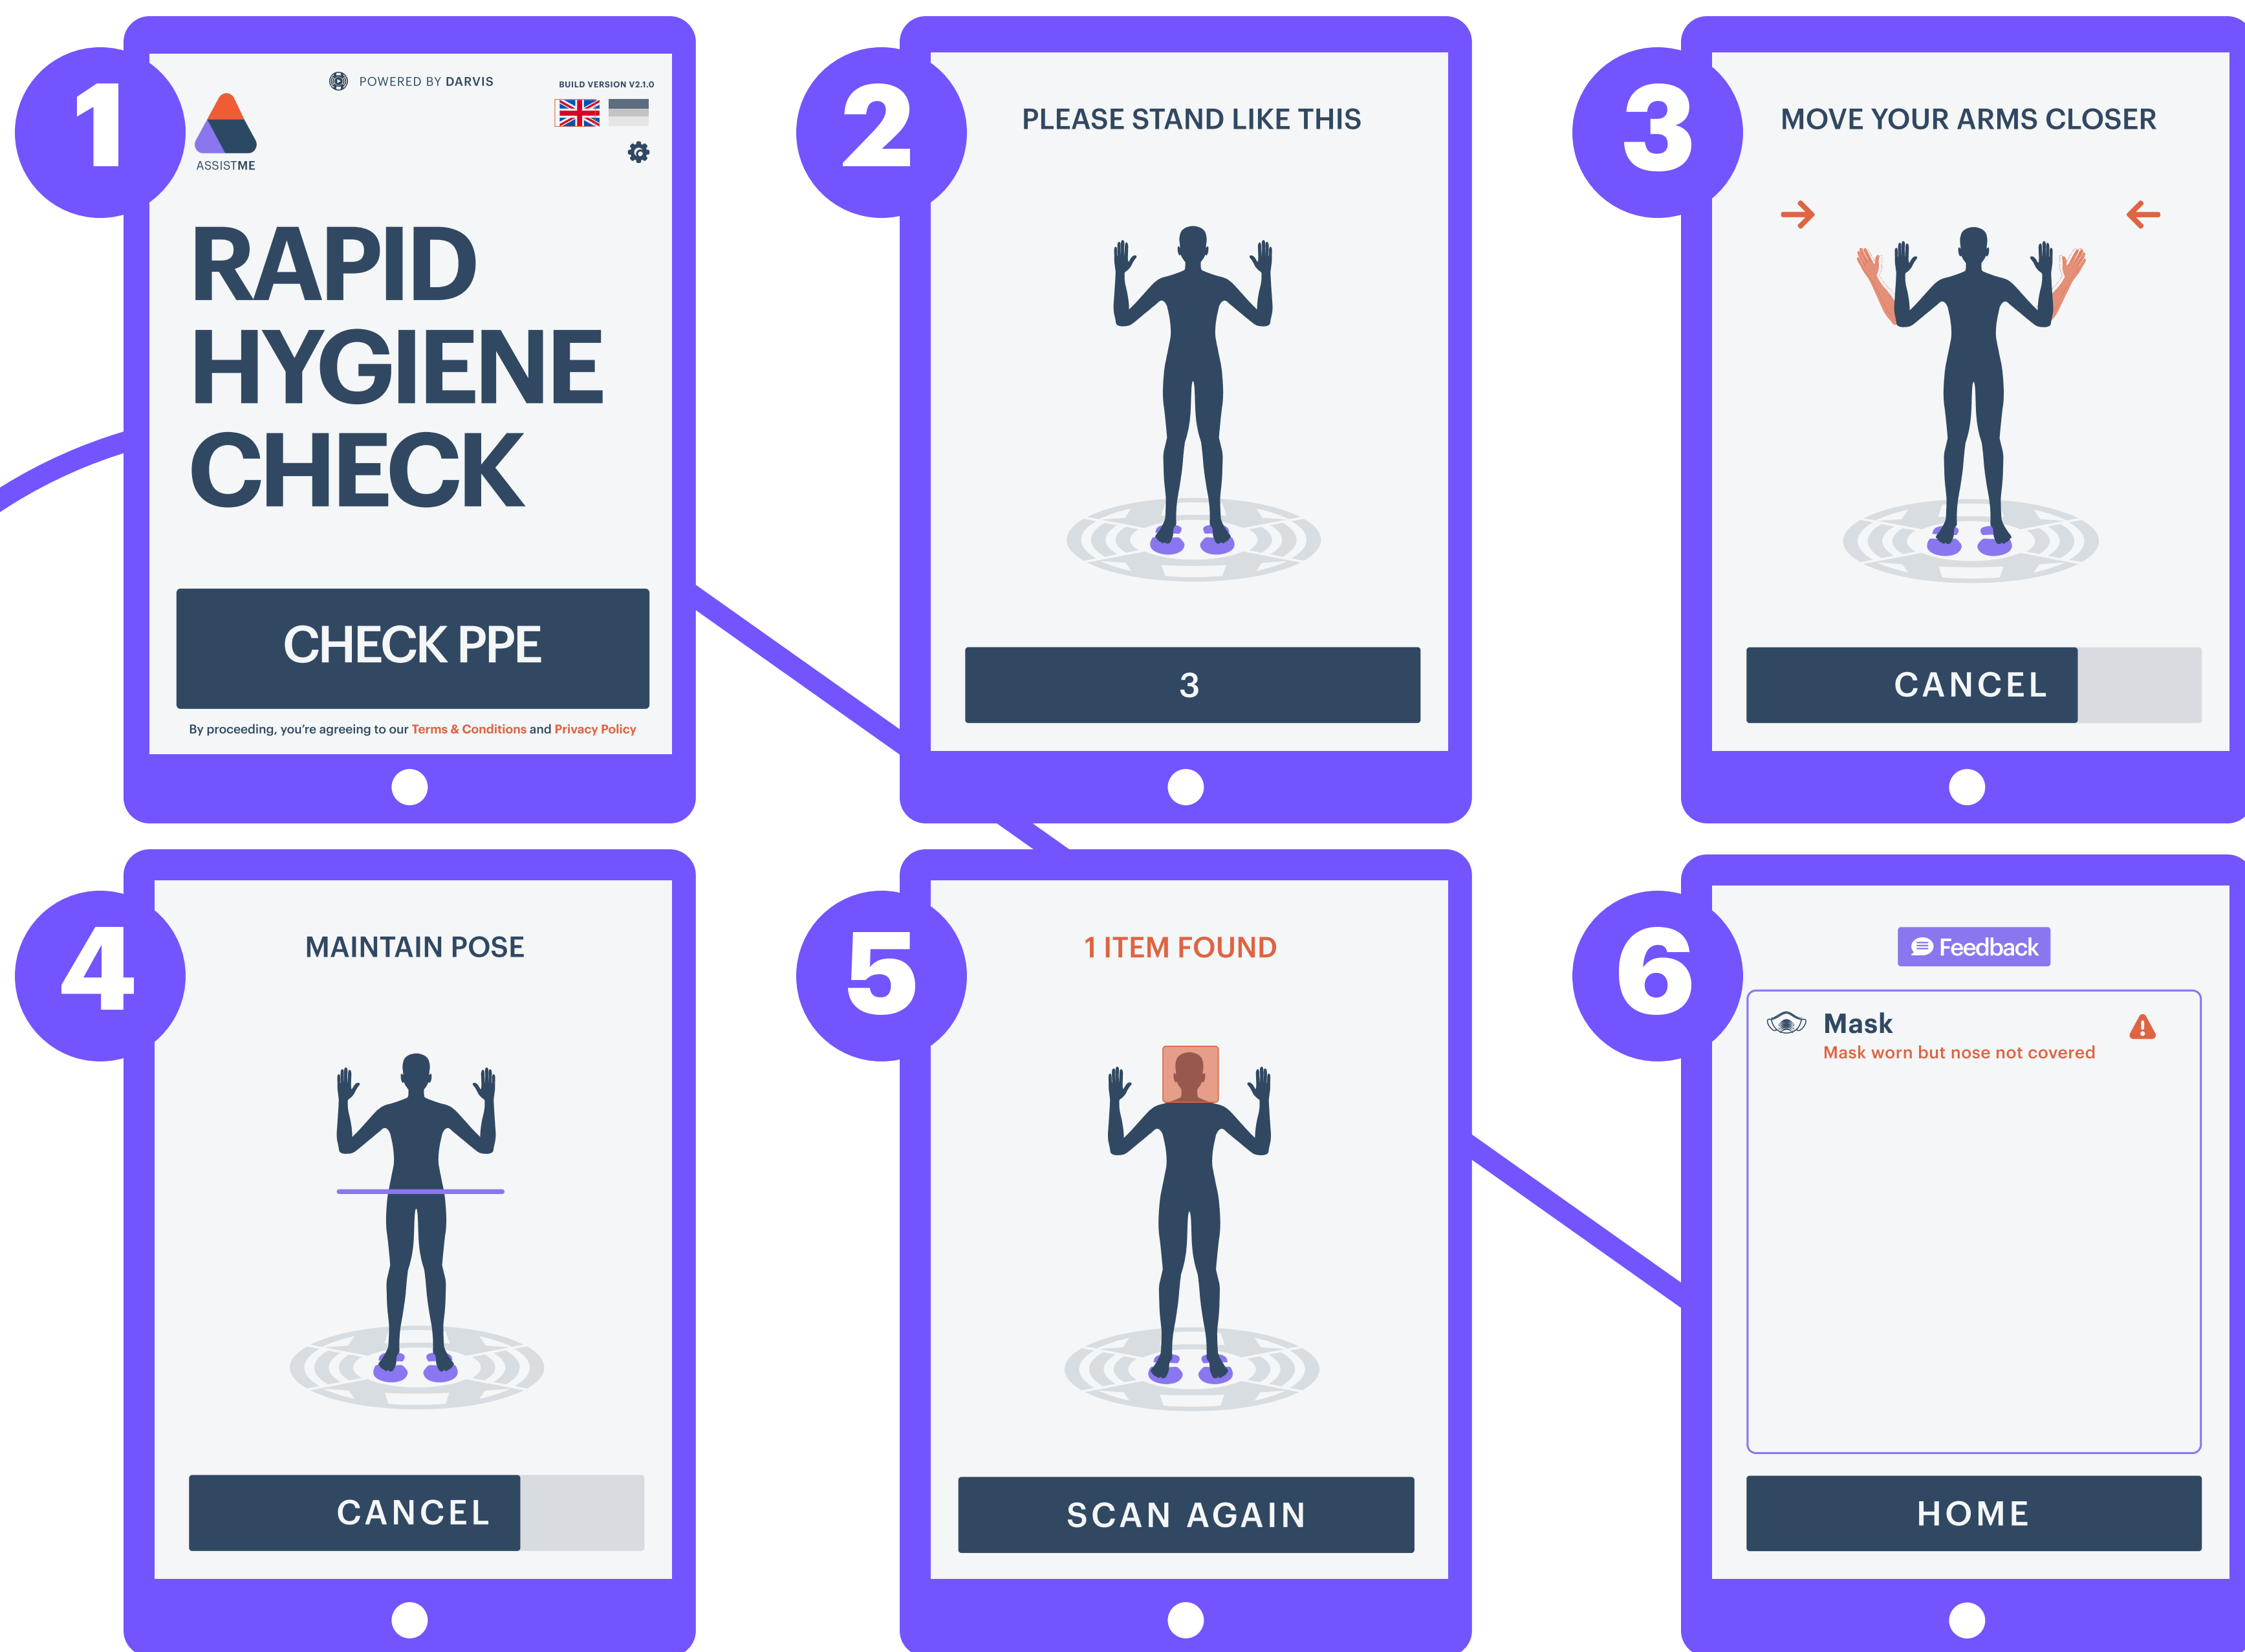 1
POWERED BY DARVIS
BUILD VERSION V2.1.0
ASSISTME
RAPID
HYGIENE
CHECK
CHECK PPE
By proceeding, you're agreeing to our Terms & Conditions and Privacy Policy
2
PLEASE STAND LIKE THIS
3
3
MOVE YOUR ARMS CLOSER
CANCEL
4
MAINTAIN POSE
CANCEL
5
1 ITEM FOUND
SCAN AGAIN
6
Feedback
Mask
Mask worn but nose not covered
HOME